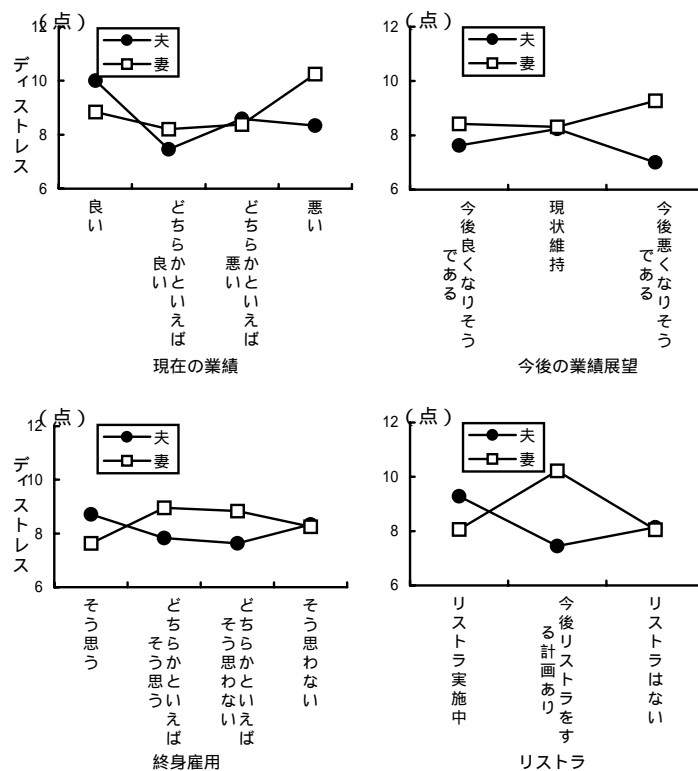 (点)
12
10
8
6
ディストレス
夫
妻
良い
どちらかといえば
良い
どちらかといえば
悪い
悪い
現在の業績
(点)
12
10
8
6
夫
妻
今後良くなりそう
である
現状維持
今後悪くなりそう
である
今後の業績展望
(点)
12
10
8
6
ディストレス
夫
妻
そう思う
どちらかといえば
そう思う
どちらかといえば
そう思わない
そう思わない
終身雇用
(点)
12
10
8
6
夫
妻
リストラ実施中
今後リストラをす
る計画あり
リストラはない
リストラ